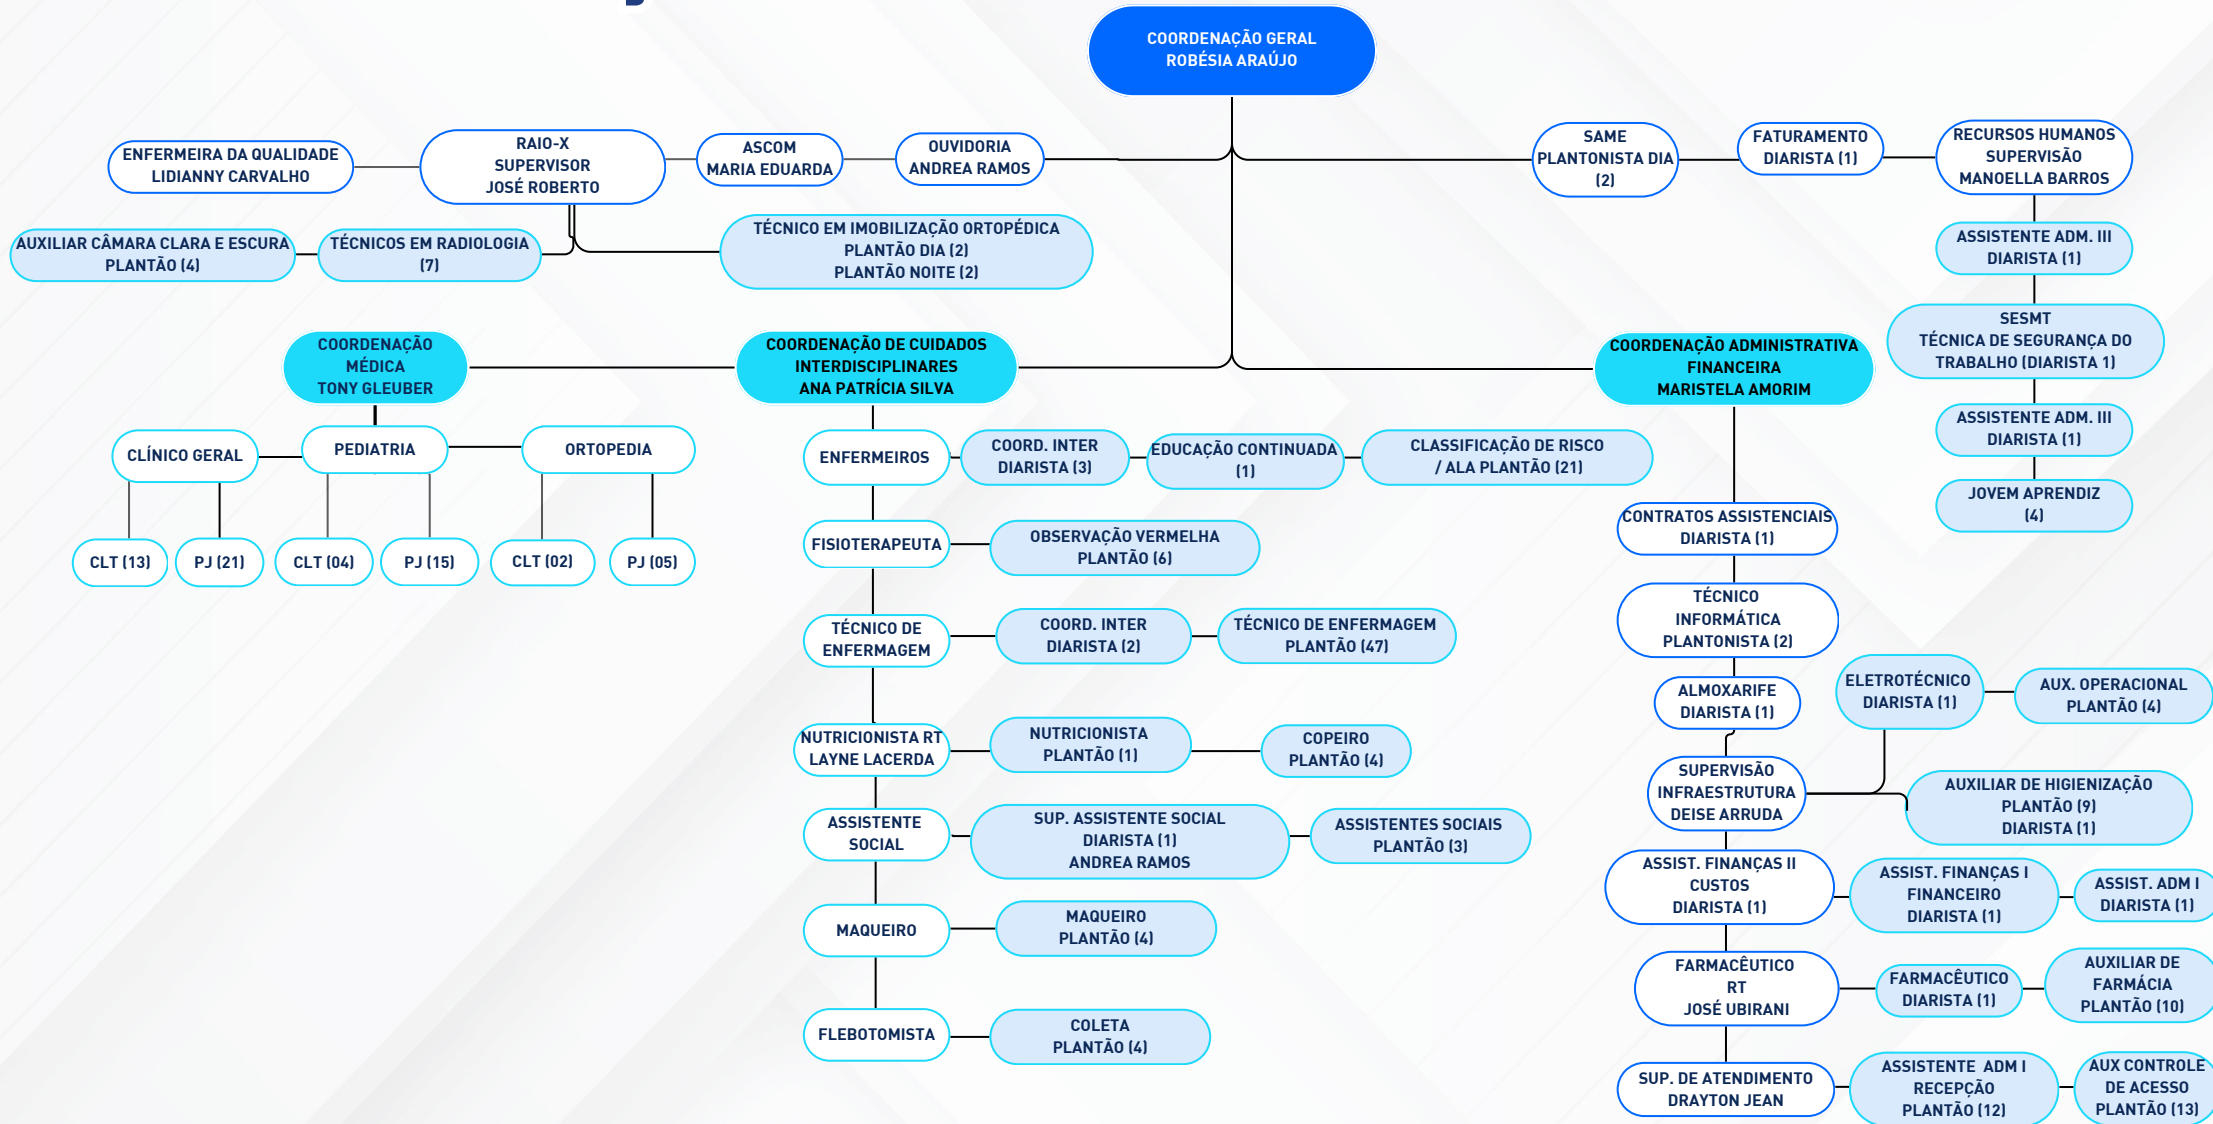 COORDENAÇÃO GERAL
ROBÉSIA ARAÚJO
ENFERMEIRA DA QUALIDADE
LIDIANNY CARVALHO
RAIO-X
SUPERVISOR
JOSÉ ROBERTO
ASCOM
MARIA EDUARDA
OUVIDORIA
ANDREA RAMOS
SAME
PLANTONISTA DIA
(2)
FATURAMENTO
DIARISTA (1)
RECURSOS HUMANOS
SUPERVISÃO
MANOELLA BARROS
AUXILIAR CÂMARA CLARA E ESCURA
PLANTÃO (4)
TÉCNICOS EM RADIOLOGIA
(7)
TÉCNICO EM IMOBILIZAÇÃO ORTOPÉDICA
PLANTÃO DIA (2)
PLANTÃO NOITE (2)
ASSISTENTE ADM. III
DIARISTA (1)
SESMT
TÉCNICA DE SEGURANÇA DO
TRABALHO (DIARISTA 1)
ASSISTENTE ADM. III
DIARISTA (1)
JOVEM APRENDIZ
(4)
COORDENAÇÃO
MÉDICA
TONY GLEUBER
COORDENAÇÃO DE CUIDADOS
INTERDISCIPLINARES
ANA PATRÍCIA SILVA
COORDENAÇÃO ADMINISTRATIVA
FINANCEIRA
MARISTELA AMORIM
CLÍNICO GERAL
PEDIATRIA
ORTOPEDIA
CLT (13)
PJ (21)
CLT (04)
PJ (15)
CLT (02)
PJ (05)
ENFERMEIROS
COORD. INTER
DIARISTA (3)
EDUCAÇÃO CONTINUADA
(1)
CLASSIFICAÇÃO DE RISCO
/ ALA PLANTÃO (21)
FISIOTERAPEUTA
OBSERVAÇÃO VERMELHA
PLANTÃO (6)
TÉCNICO DE
ENFERMAGEM
COORD. INTER
DIARISTA (2)
TÉCNICO DE ENFERMAGEM
PLANTÃO (47)
NUTRICIONISTA RT
LAYNE LACERDA
NUTRICIONISTA
PLANTÃO (1)
COPEIRO
PLANTÃO (4)
ASSISTENTE
SOCIAL
SUP. ASSISTENTE SOCIAL
DIARISTA (1)
ANDREA RAMOS
ASSISTENTES SOCIAIS
PLANTÃO (3)
MAQUEIRO
MAQUEIRO
PLANTÃO (4)
FLEBOTOMISTA
COLETA
PLANTÃO (4)
CONTRATOS ASSISTENCIAIS
DIARISTA (1)
TÉCNICO
INFORMÁTICA
PLANTONISTA (2)
ALMOXARIFE
DIARISTA (1)
ELETROTÉCNICO
DIARISTA (1)
AUX. OPERACIONAL
PLANTÃO (4)
SUPERVISÃO
INFRAESTRUTURA
DEISE ARRUDA
AUXILIAR DE HIGIENIZAÇÃO
PLANTÃO (9)
DIARISTA (1)
ASSIST. FINANÇAS II
CUSTOS
DIARISTA (1)
ASSIST. FINANÇAS I
FINANCEIRO
DIARISTA (1)
ASSIST. ADM I
DIARISTA (1)
FARMACÊUTICO
RT
JOSÉ UBIRANI
FARMACÊUTICO
DIARISTA (1)
AUXILIAR DE
FARMÁCIA
PLANTÃO (10)
SUP. DE ATENDIMENTO
DRAYTON JEAN
ASSISTENTE ADM I
RECEPÇÃO
PLANTÃO (12)
AUX CONTROLE
DE ACESSO
PLANTÃO (13)